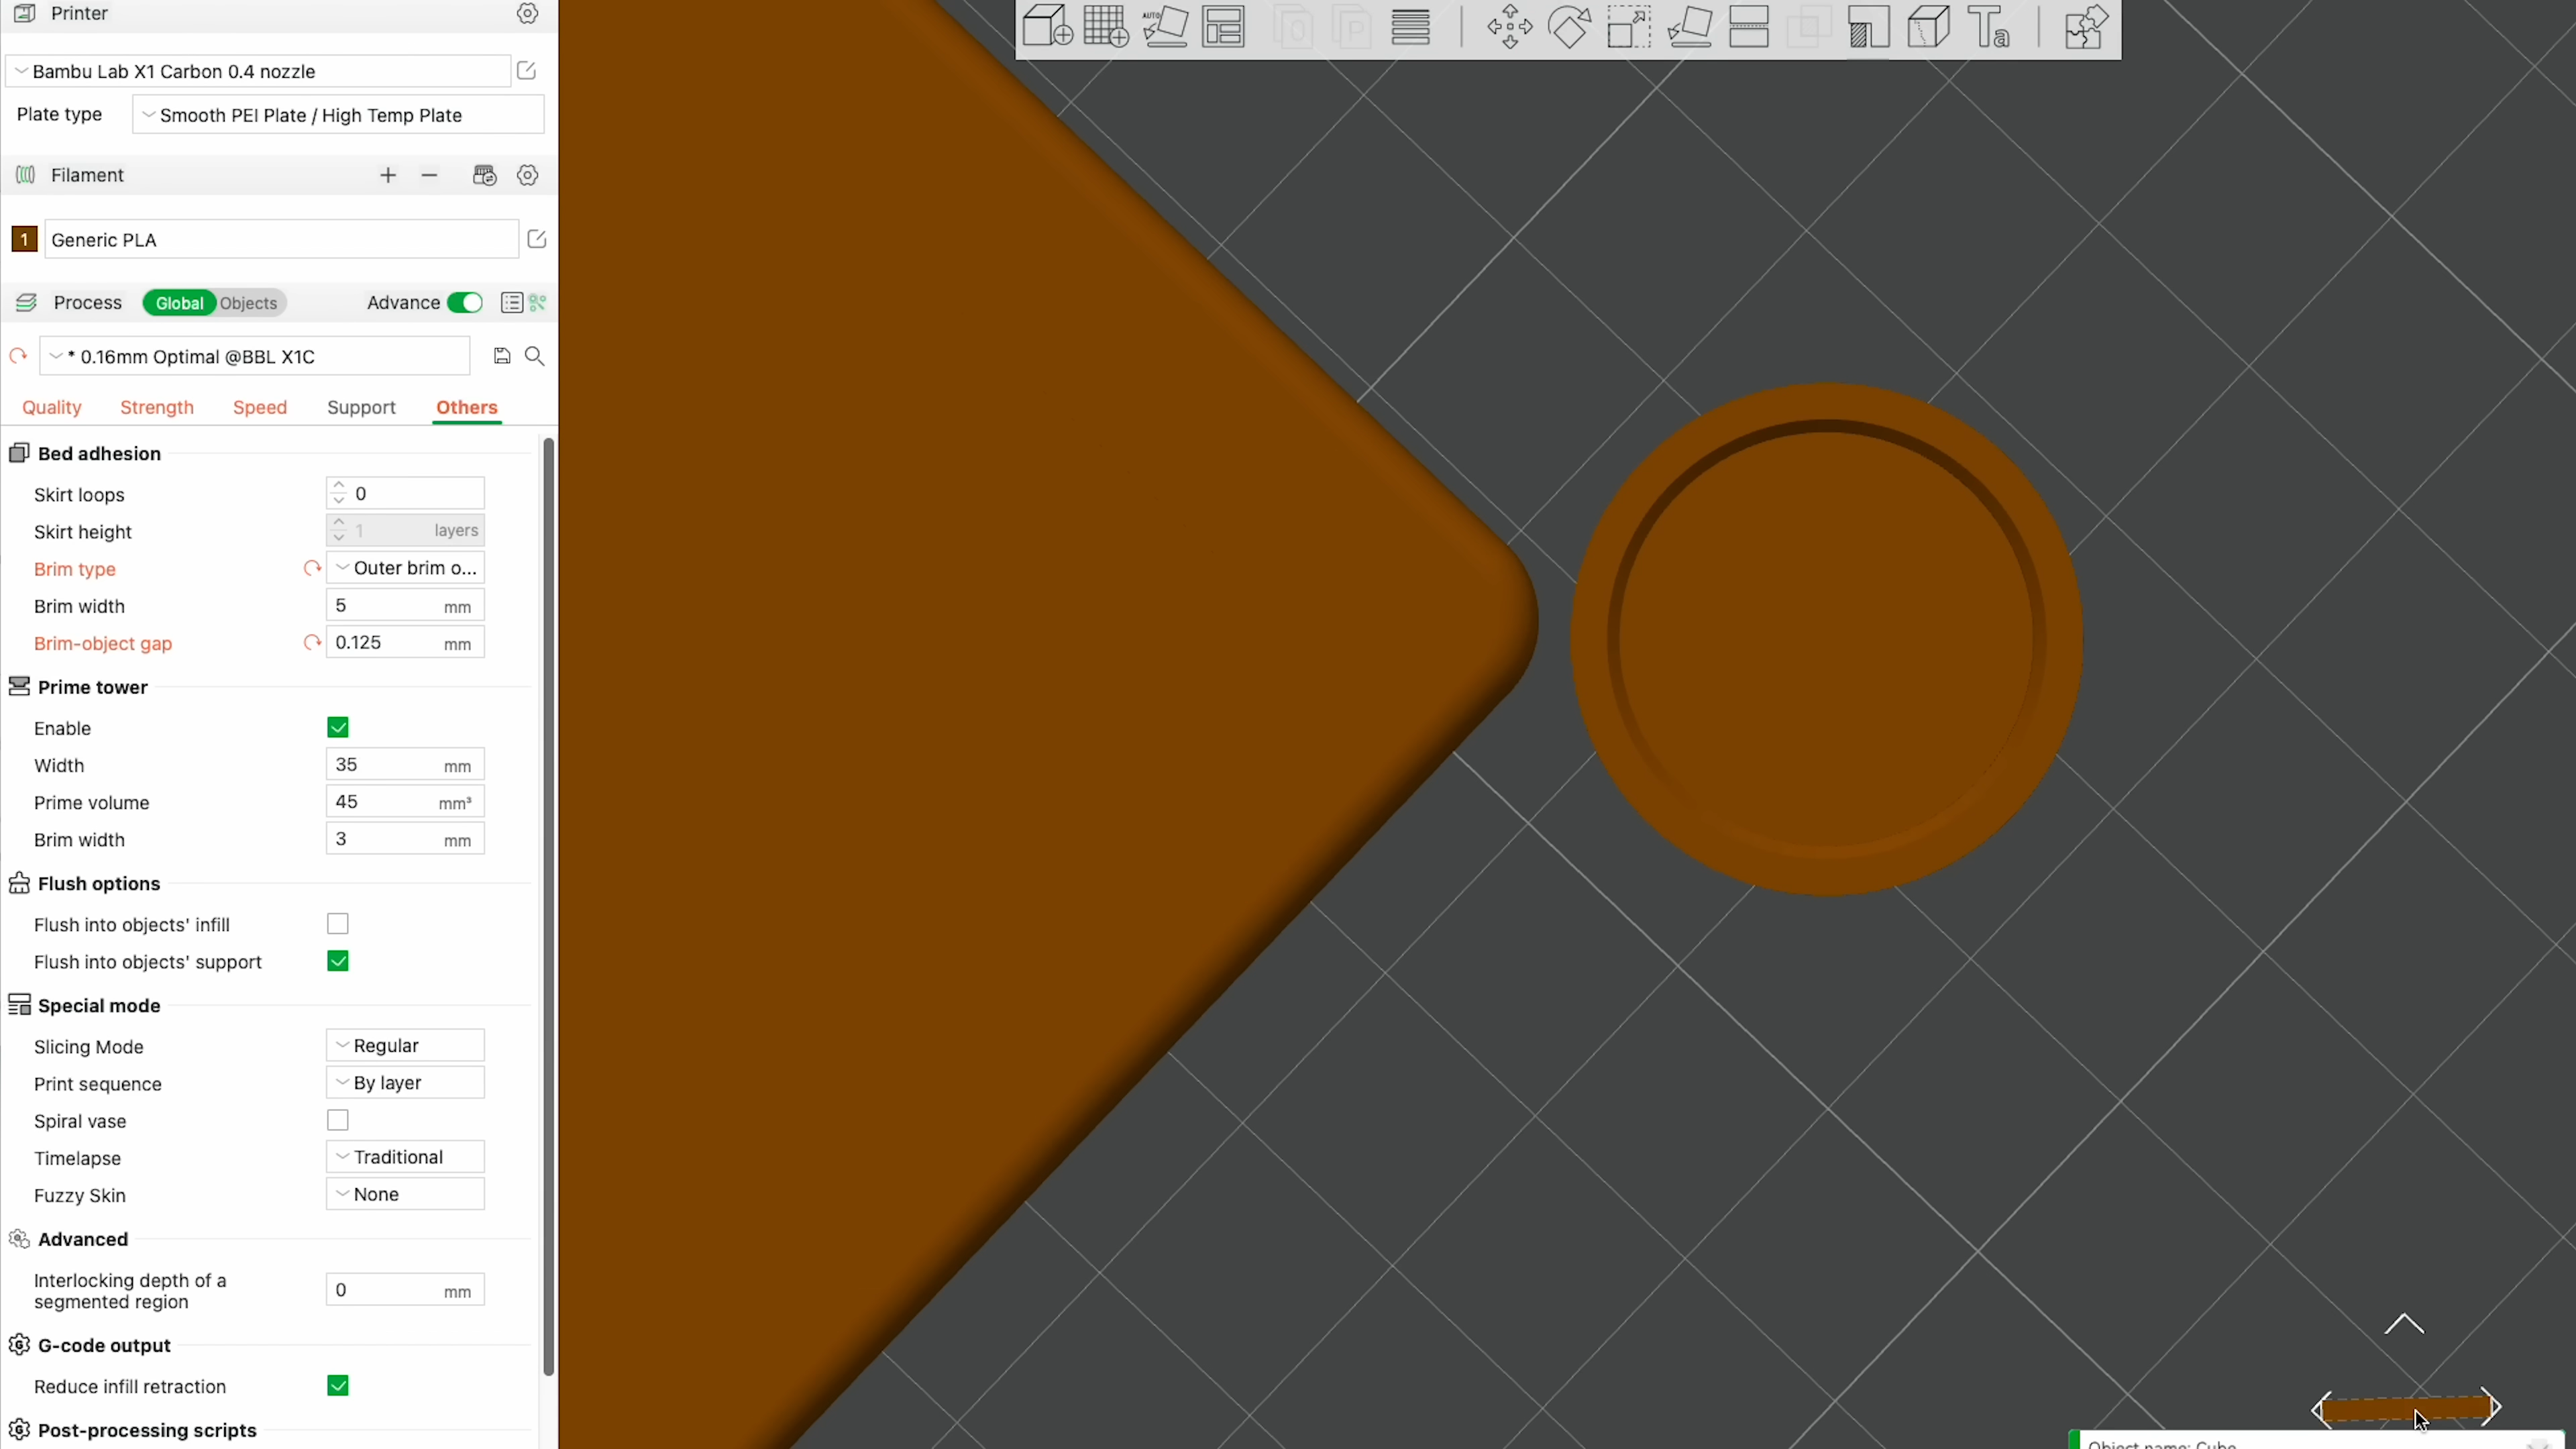 Printer
Bambu Lab X1 Carbon 0.4 nozzle
Plate type
Smooth PEI Plate / High Temp Plate
Filament
1
Generic PLA
Process
Global
Objects
Advance
* 0.16mm Optimal @BBL X1C
Quality
Strength
Speed
Support
Others
Bed adhesion
Skirt loops
0
Skirt height
1 layers
Brim type
Outer brim o...
Brim width
5 mm
Brim-object gap
0.125 mm
Prime tower
Enable
Width
35 mm
Prime volume
45 mm³
Brim width
3 mm
Flush options
Flush into objects' infill
Flush into objects' support
Special mode
Slicing Mode
Regular
Print sequence
By layer
Spiral vase
Timelapse
Traditional
Fuzzy Skin
None
Advanced
Interlocking depth of a
segmented region
0 mm
G-code output
Reduce infill retraction
Post-processing scripts
AUTO
O
P
Ta
Object name: Cube